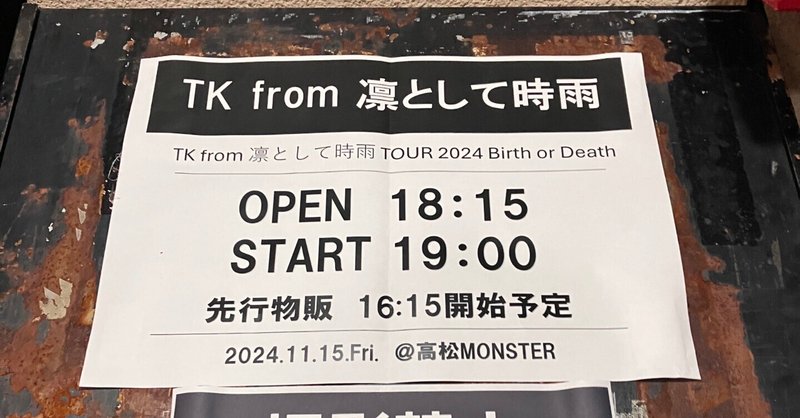 TK from 凛として時雨
TK from 凛として時雨 TOUR 2024 Birth or Death
OPEN 18:15
START 19:00
先行物販 16:15開始予定
2024.11.15.Fri. @高松MONSTER